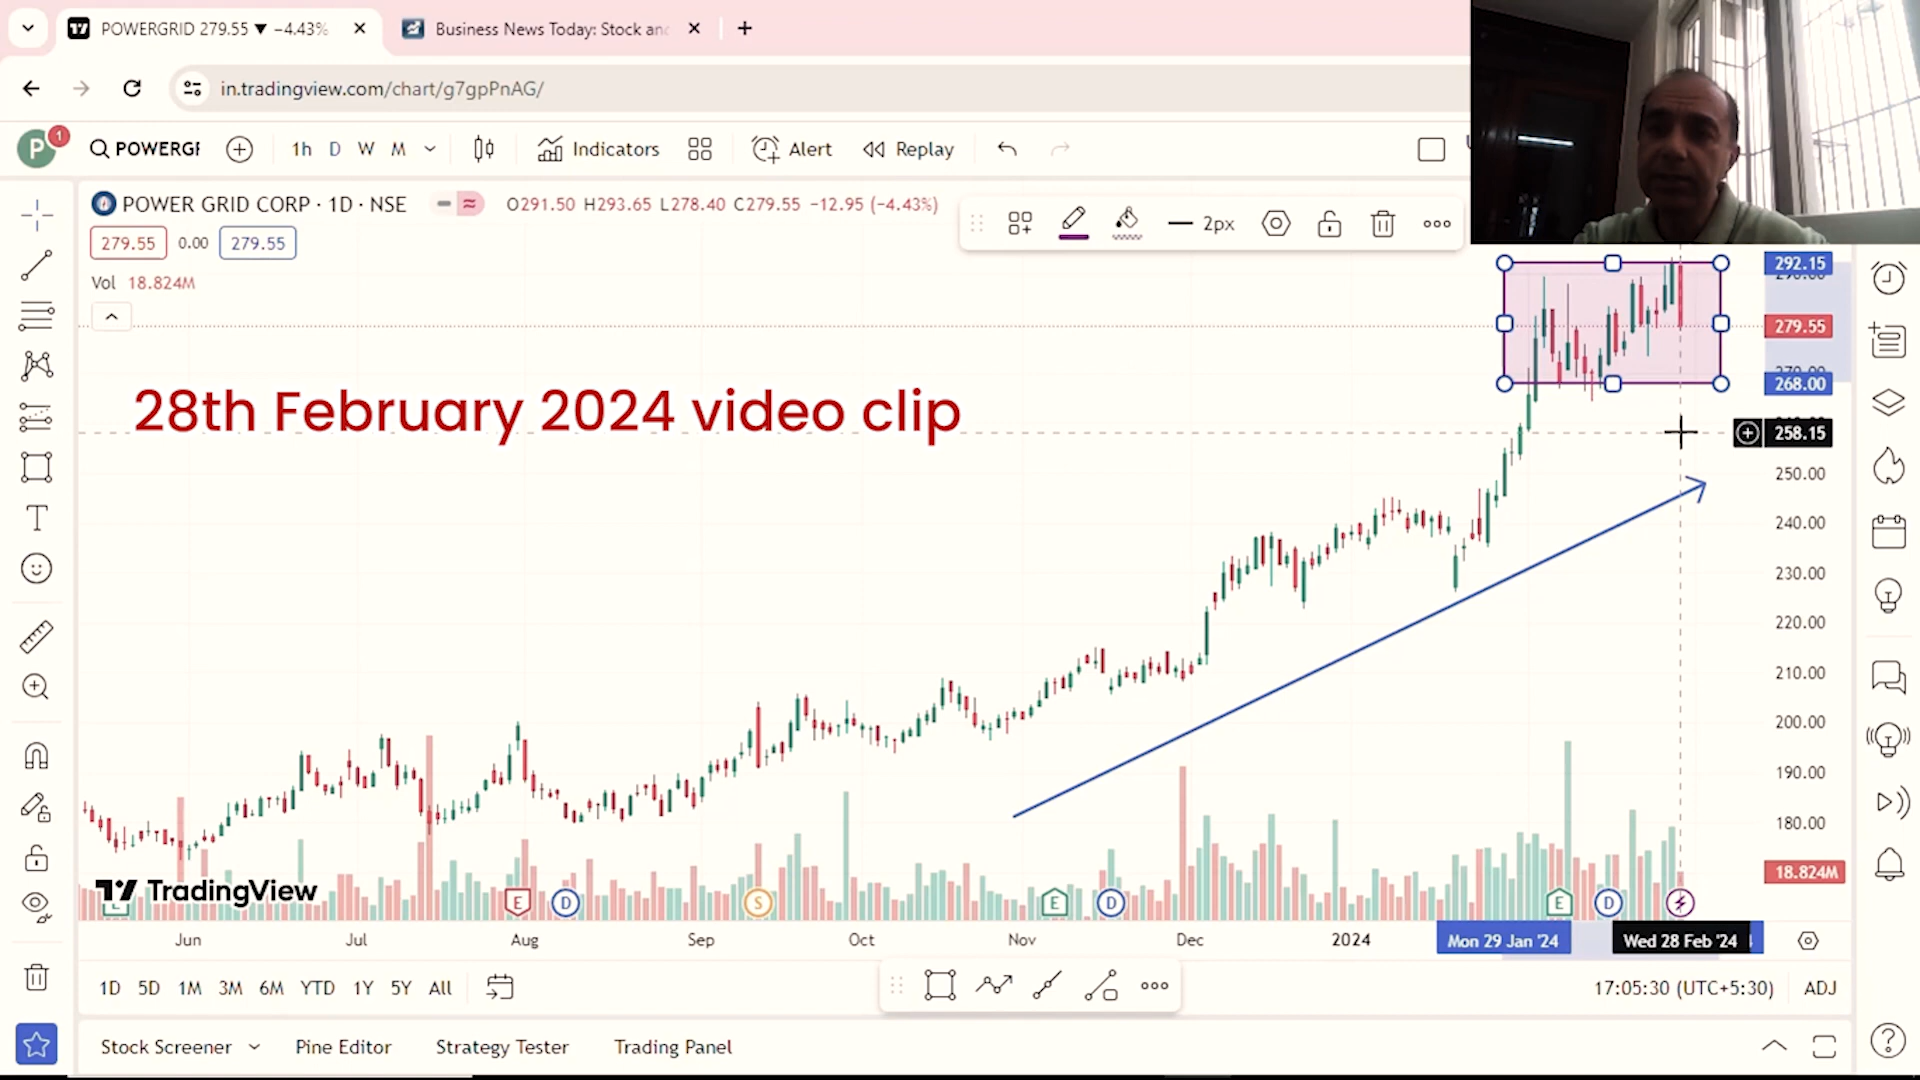 POWERGRID 279.55 ▼ −4.43%
Business News Today: Stock and
in.tradingview.com/chart/g7gpPnAG/
P 1
POWERGI 1h D W M Indicators Alert Replay
POWER GRID CORP · 1D · NSE O291.50 H293.65 L278.40 C279.55 −12.95 (−4.43%)
2px
279.55 0.00 279.55
Vol 18.824M
28th February 2024 video clip
292.15
279.55
268.00
258.15
250.00
240.00
230.00
220.00
210.00
200.00
190.00
180.00
18.824M
TradingView
E D S E D E D
Jun Jul Aug Sep Oct Nov Dec 2024 Mon 29 Jan '24 Wed 28 Feb '24
1D 5D 1M 3M 6M YTD 1Y 5Y All
17:05:30 (UTC+5:30) ADJ
Stock Screener Pine Editor Strategy Tester Trading Panel